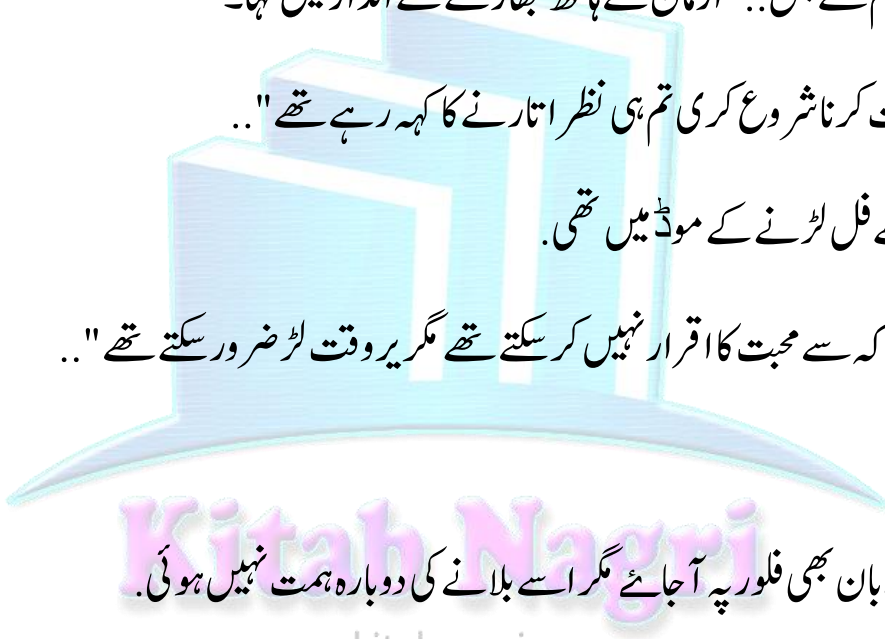 کرنا شروع کری تم ہی نظر اتارنے کا کہہ رہے تھے"..
فل لڑنے کے موڈ میں تھی.
کہ سے محبت کا اقرار نہیں کر سکتے تھے مگر یر وقت لڑ ضرور سکتے تھے"..
Kitab Nagri
بان بھی فلور پہ آجائے مگر اسے بلانے کی دوبارہ ہمت نہیں ہوئی.